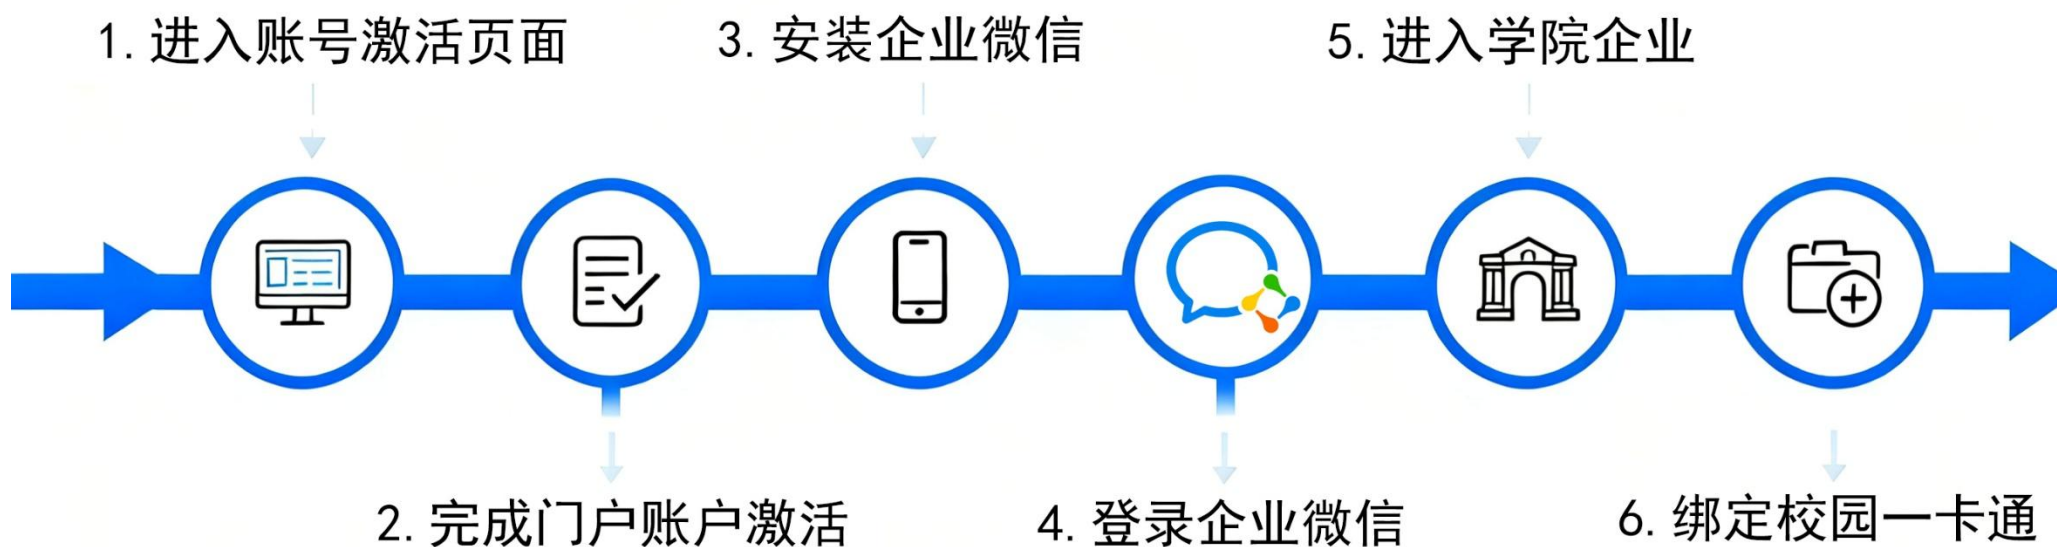 1. 进入账号激活页面
2. 完成门户账户激活
3. 安装企业微信
4. 登录企业微信
5. 进入学院企业
6. 绑定校园一卡通